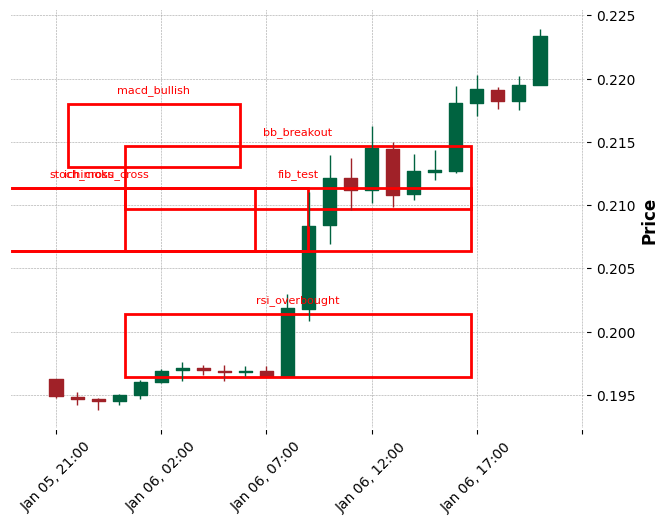 0.225
macd_bullish
0.220
bb_breakout
0.215
fib_test
0.210
Price
0.205
rsi_overbought
0.200
0.195
Jan 05, 21:00
Jan 06, 02:00
Jan 06, 07:00
Jan 06, 12:00
Jan 06, 17:00